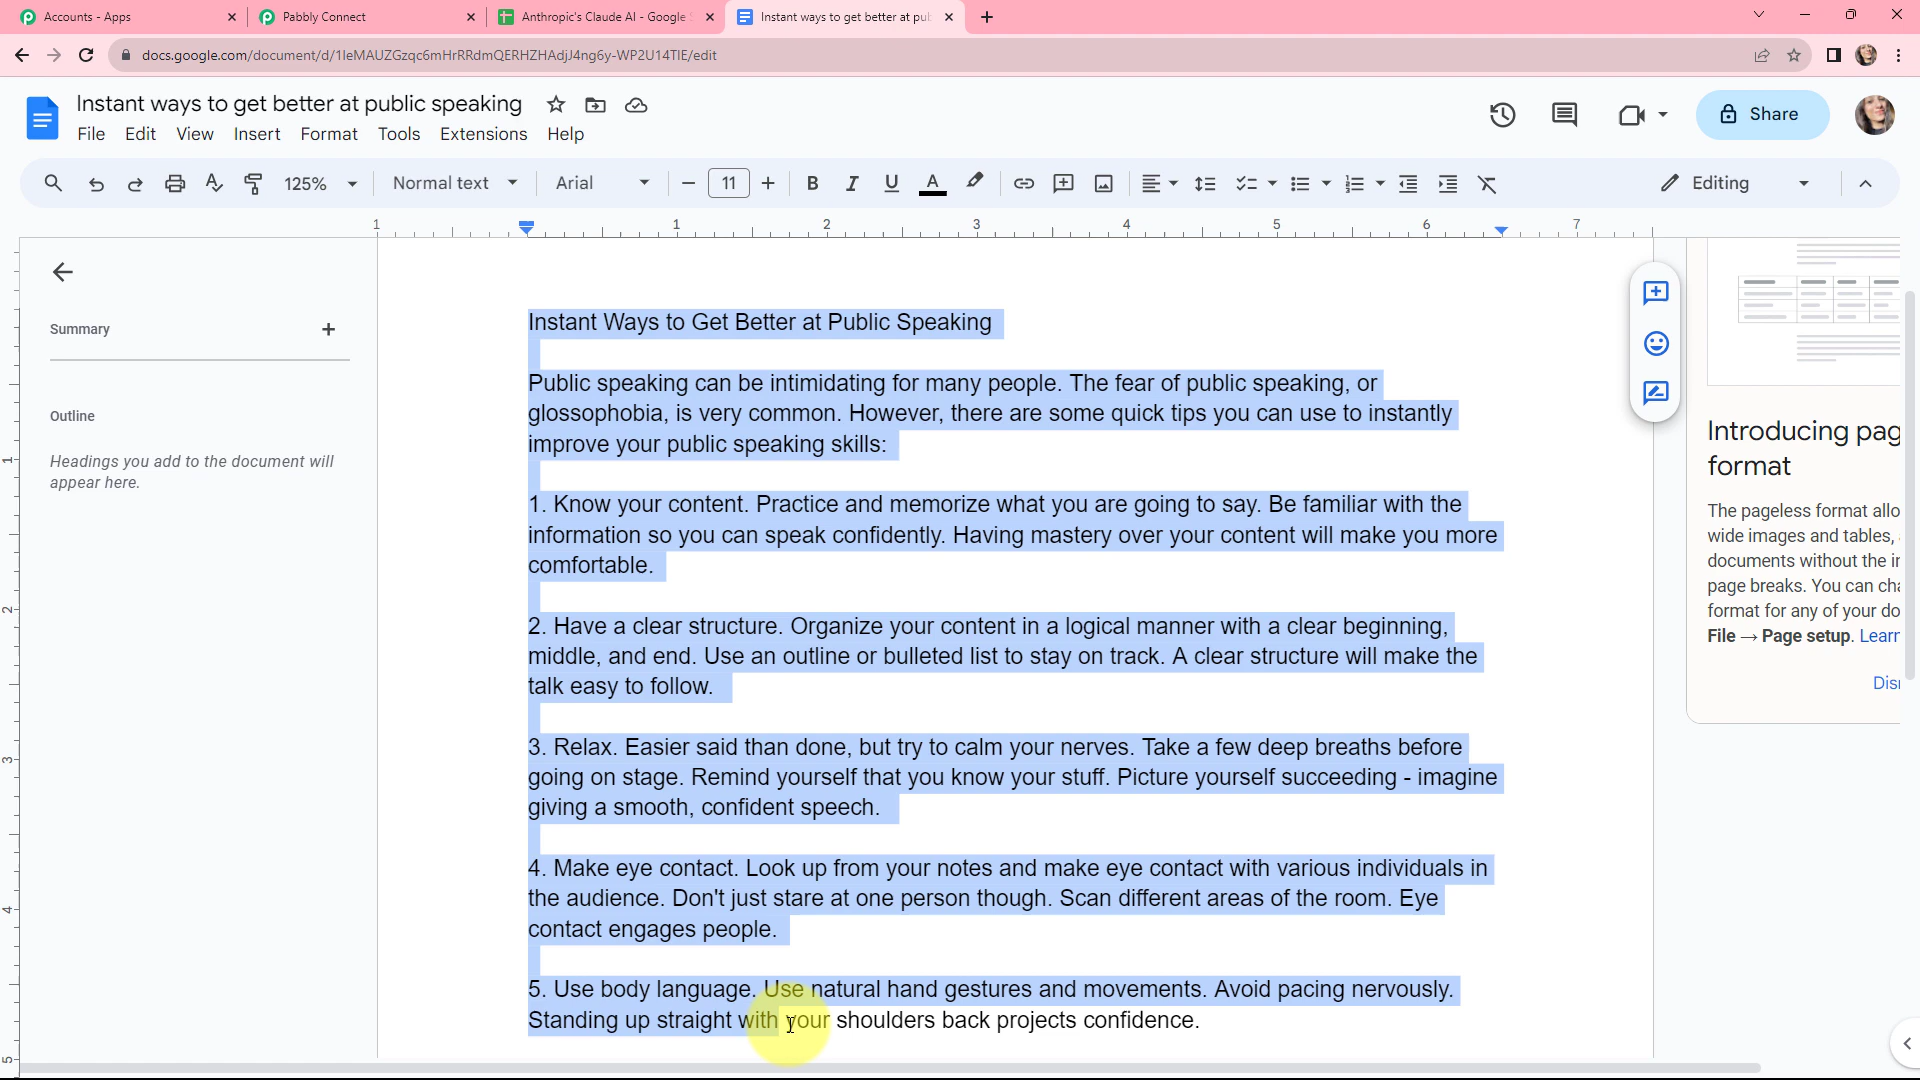 Accounts - Apps
Pabbly Connect
Anthropic's Claude AI - Google
Instant ways to get better at pub
docs.google.com/document/d/1IeMAUZGzqc6mHrRRdmQERHZHAdjJ4ng6y-WP2U14TIE/edit
Instant ways to get better at public speaking
File Edit View Insert Format Tools Extensions Help
Share
125% Normal text Arial 11 Editing
1 1 2 3 4 5 6 7
Summary
Outline
Headings you add to the document will
appear here.
Instant Ways to Get Better at Public Speaking
Public speaking can be intimidating for many people. The fear of public speaking, or
glossophobia, is very common. However, there are some quick tips you can use to instantly
improve your public speaking skills:
1. Know your content. Practice and memorize what you are going to say. Be familiar with the
information so you can speak confidently. Having mastery over your content will make you more
comfortable.
2. Have a clear structure. Organize your content in a logical manner with a clear beginning,
middle, and end. Use an outline or bulleted list to stay on track. A clear structure will make the
talk easy to follow.
3. Relax. Easier said than done, but try to calm your nerves. Take a few deep breaths before
going on stage. Remind yourself that you know your stuff. Picture yourself succeeding - imagine
giving a smooth, confident speech.
4. Make eye contact. Look up from your notes and make eye contact with various individuals in
the audience. Don't just stare at one person though. Scan different areas of the room. Eye
contact engages people.
5. Use body language. Use natural hand gestures and movements. Avoid pacing nervously.
Standing up straight with your shoulders back projects confidence.
1
2
3
4
5
Introducing pag
format
The pageless format allo
wide images and tables,
documents without the in
page breaks. You can cha
format for any of your do
File → Page setup. Learn
Dis